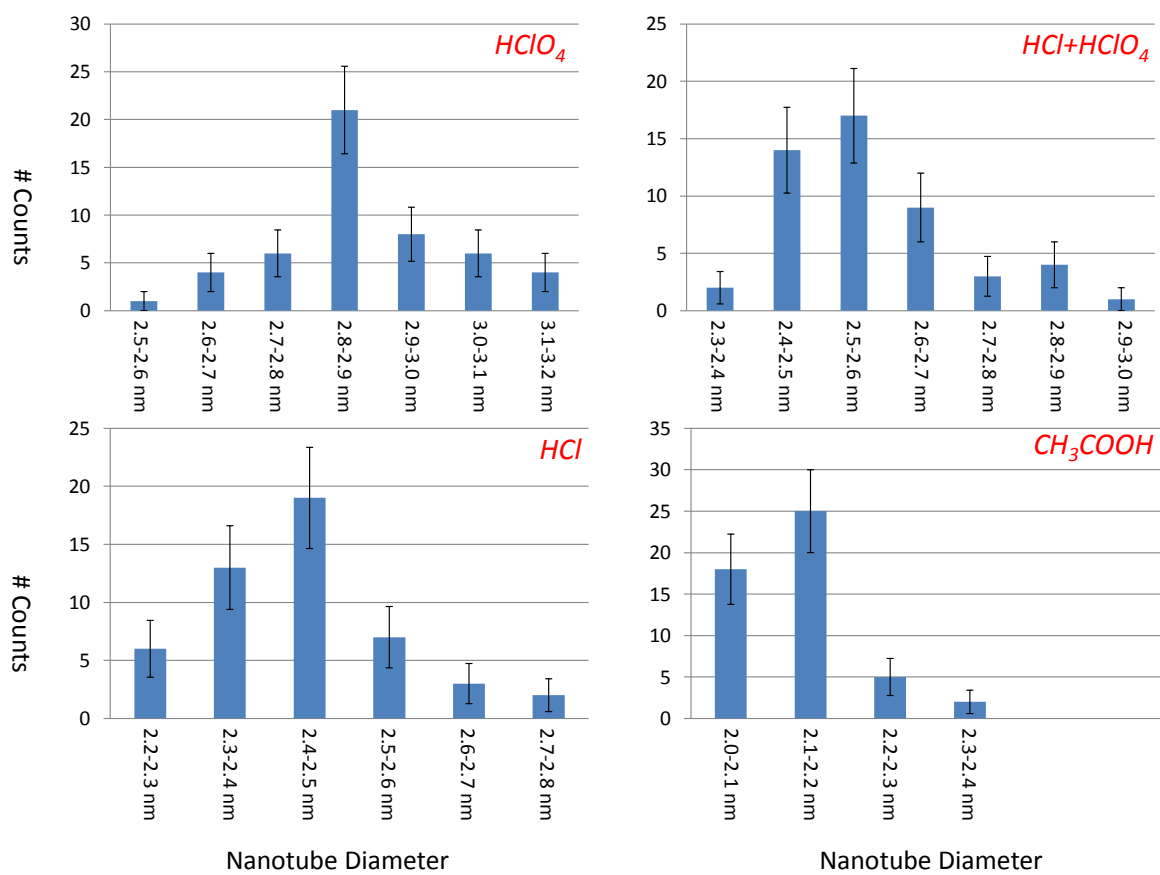 HClO4
# Counts
30
25
20
15
10
5
0
2.5-2.6 nm
2.6-2.7 nm
2.7-2.8 nm
2.8-2.9 nm
2.9-3.0 nm
3.0-3.1 nm
3.1-3.2 nm
HCl+HClO4
25
20
15
10
5
0
2.3-2.4 nm
2.4-2.5 nm
2.5-2.6 nm
2.6-2.7 nm
2.7-2.8 nm
2.8-2.9 nm
2.9-3.0 nm
HCl
# Counts
25
20
15
10
5
0
2.2-2.3 nm
2.3-2.4 nm
2.4-2.5 nm
2.5-2.6 nm
2.6-2.7 nm
2.7-2.8 nm
Nanotube Diameter
CH3COOH
35
30
25
20
15
10
5
0
2.0-2.1 nm
2.1-2.2 nm
2.2-2.3 nm
2.3-2.4 nm
Nanotube Diameter